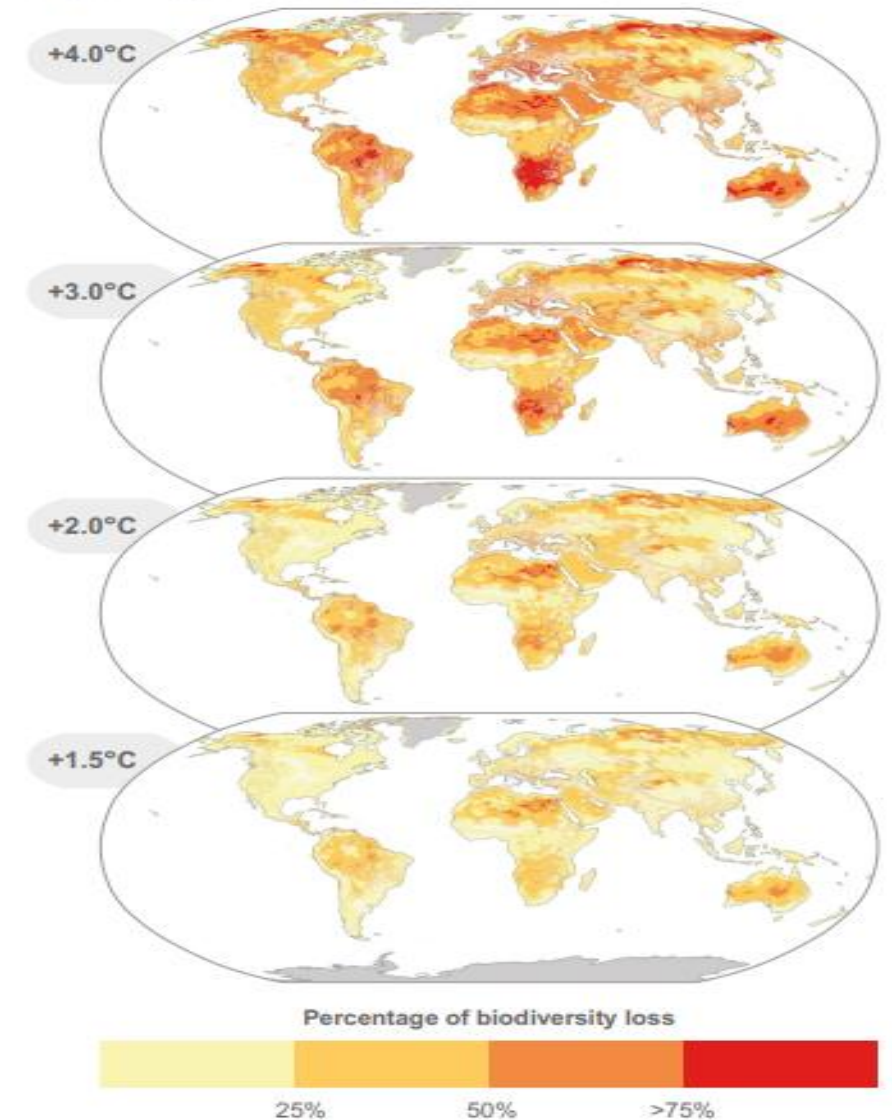 +4.0°C
+3.0°C
+2.0°C
+1.5°C
Percentage of biodiversity loss
25% 50% >75%